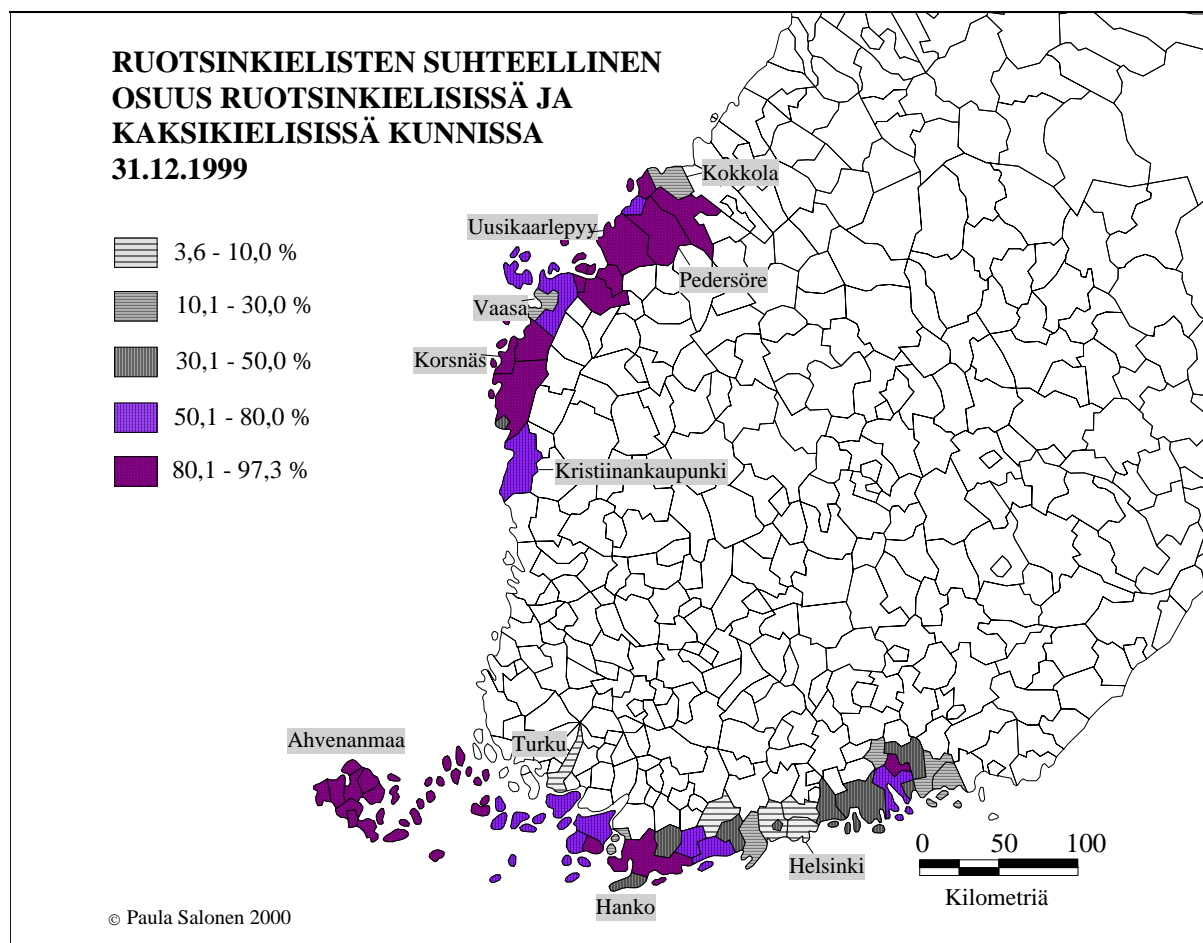 RUOTSINKIELISTEN SUHTEELLINEN
OSUUS RUOTSINKIELISISSÄ JA
KAKSIKIELISISSÄ KUNNISSA
31.12.1999
3,6 - 10,0 %
10,1 - 30,0 %
30,1 - 50,0 %
50,1 - 80,0 %
80,1 - 97,3 %
Kokkola
Uusikaarlepyy
Pedersöre
Vaasa
Korsnäs
Kristiinankaupunki
Ahvenanmaa
Turku
Helsinki
Hanko
0 50 100
Kilometriä
© Paula Salonen 2000